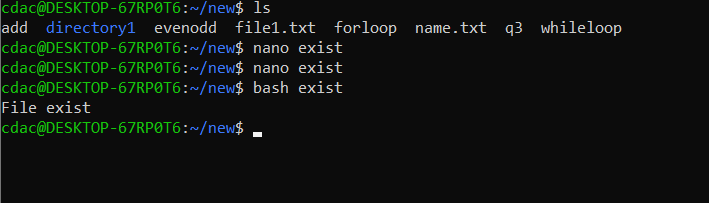 cdac@DESKTOP-67RP0T6:~/new$ ls
add directory1 evenodd file1.txt forloop name.txt q3 whileloop
cdac@DESKTOP-67RP0T6:~/new$ nano exist
cdac@DESKTOP-67RP0T6:~/new$ nano exist
cdac@DESKTOP-67RP0T6:~/new$ bash exist
File exist
cdac@DESKTOP-67RP0T6:~/new$